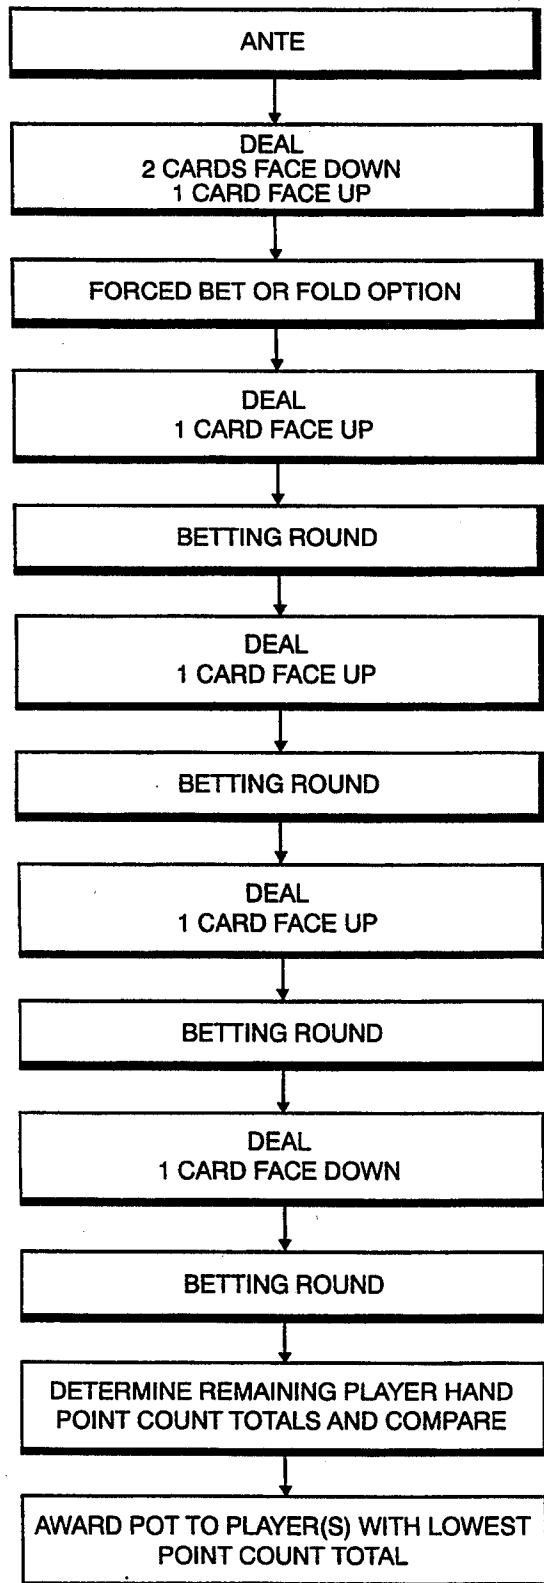 ANTE
DEAL
2 CARDS FACE DOWN
1 CARD FACE UP
FORCED BET OR FOLD OPTION
DEAL
1 CARD FACE UP
BETTING ROUND
DEAL
1 CARD FACE UP
BETTING ROUND
DEAL
1 CARD FACE UP
BETTING ROUND
DEAL
1 CARD FACE DOWN
BETTING ROUND
DETERMINE REMAINING PLAYER HAND
POINT COUNT TOTALS AND COMPARE
AWARD POT TO PLAYER(S) WITH LOWEST
POINT COUNT TOTAL